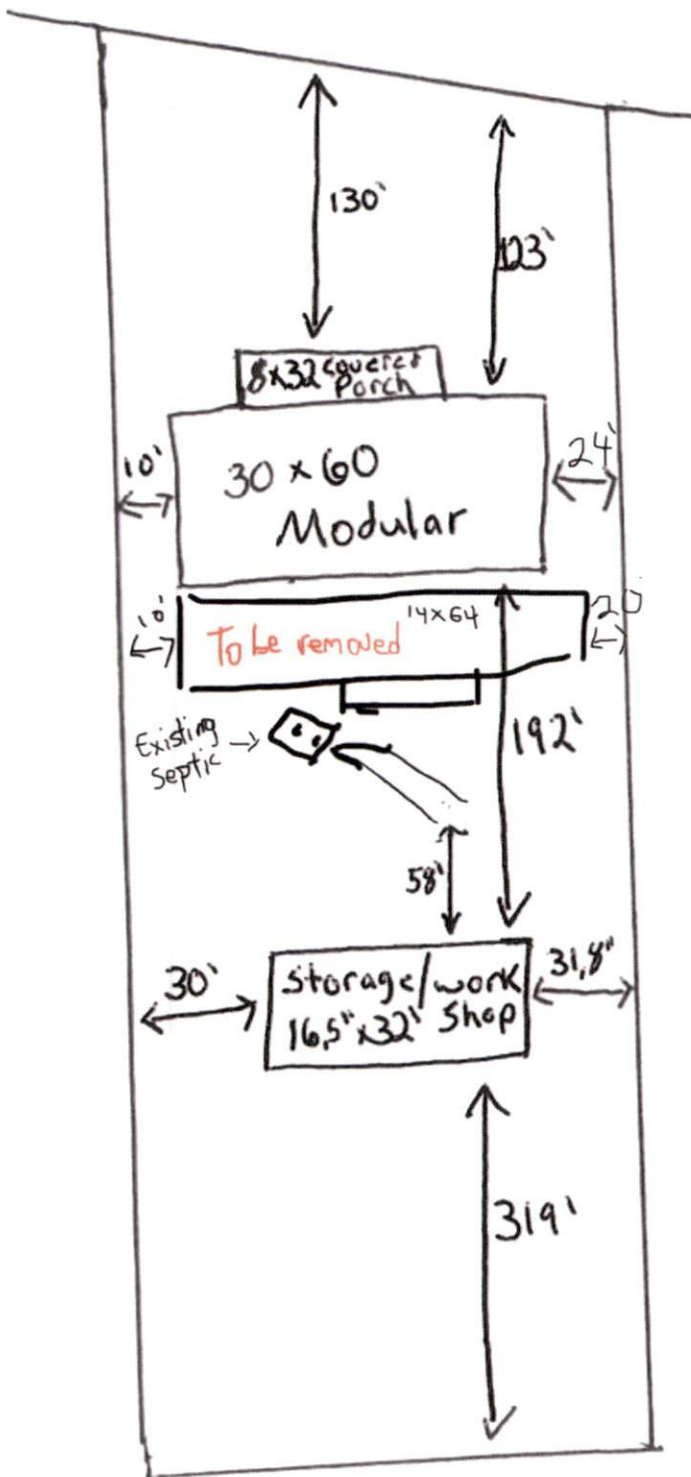 130'
123'
8x32 covered
Porch
10'
30 x 60
Modular
24'
10'
14x64
To be removed
20
Existing
Septic
192'
58'
30'
Storage/work
Shop
16,5"x32'
31,8"
319'